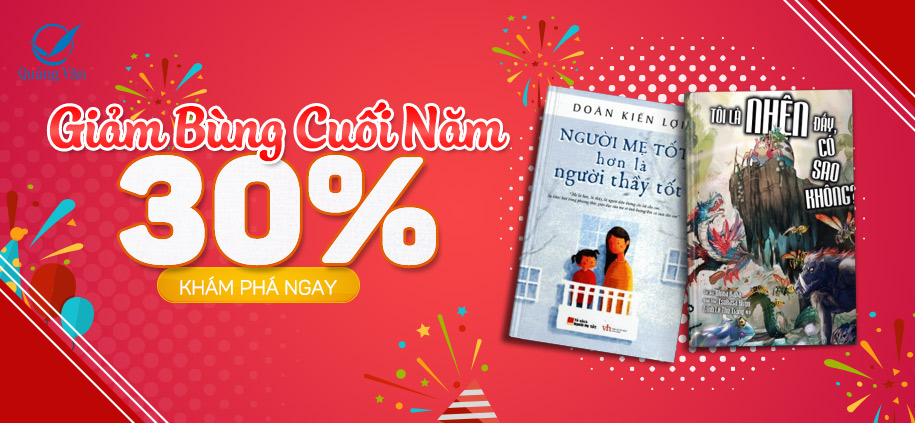 Quảng Văn
Giảm Bùng Cuối Năm
30%
KHÁM PHÁ NGAY
DOÃN KIẾN LỢI
NGƯỜI MẸ TỐT
hơn là
người thầy tốt
TÔI LÀ NHỆN ĐÂY,
CÓ
SAO
KHÔNG?